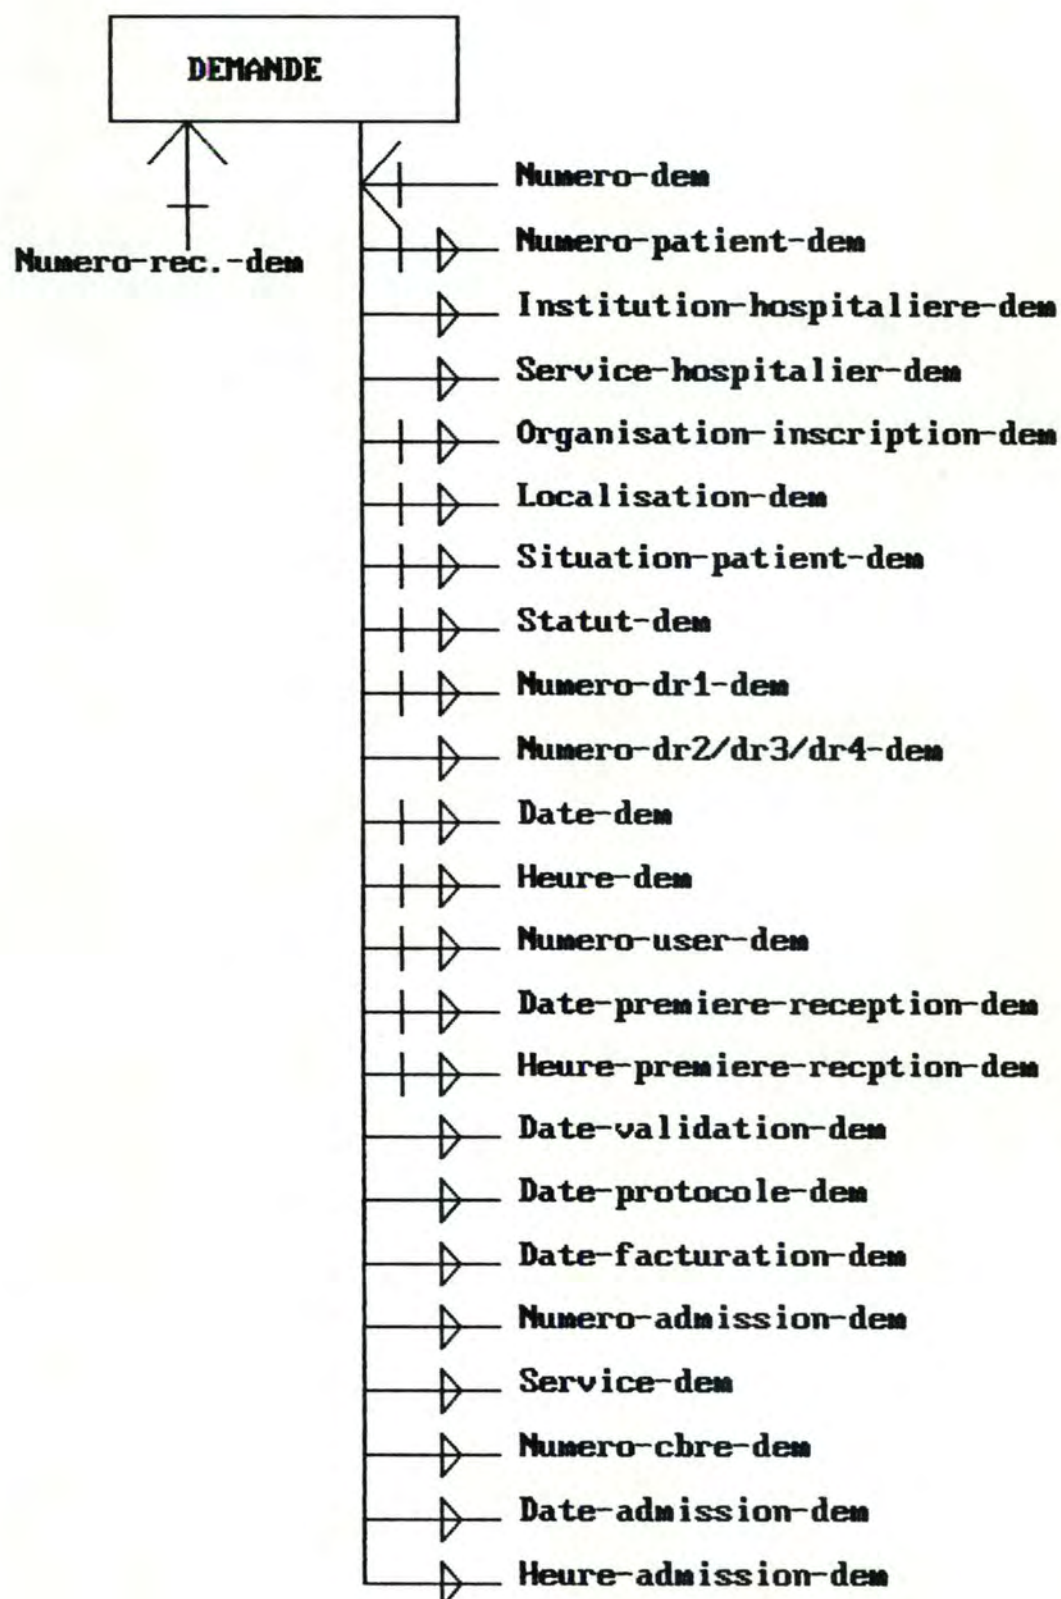 DEMANDE
Numero-dem
Numero-patient-dem
Numero-rec.-dem
Institution-hospitaliere-dem
Service-hospitalier-dem
Organisation-inscription-dem
Localisation-dem
Situation-patient-dem
Statut-dem
Numero-dr1-dem
Numero-dr2/dr3/dr4-dem
Date-dem
Heure-dem
Numero-user-dem
Date-premiere-reception-dem
Heure-premiere-recption-dem
Date-validation-dem
Date-protocole-dem
Date-facturation-dem
Numero-admission-dem
Service-dem
Numero-cbre-dem
Date-admission-dem
Heure-admission-dem